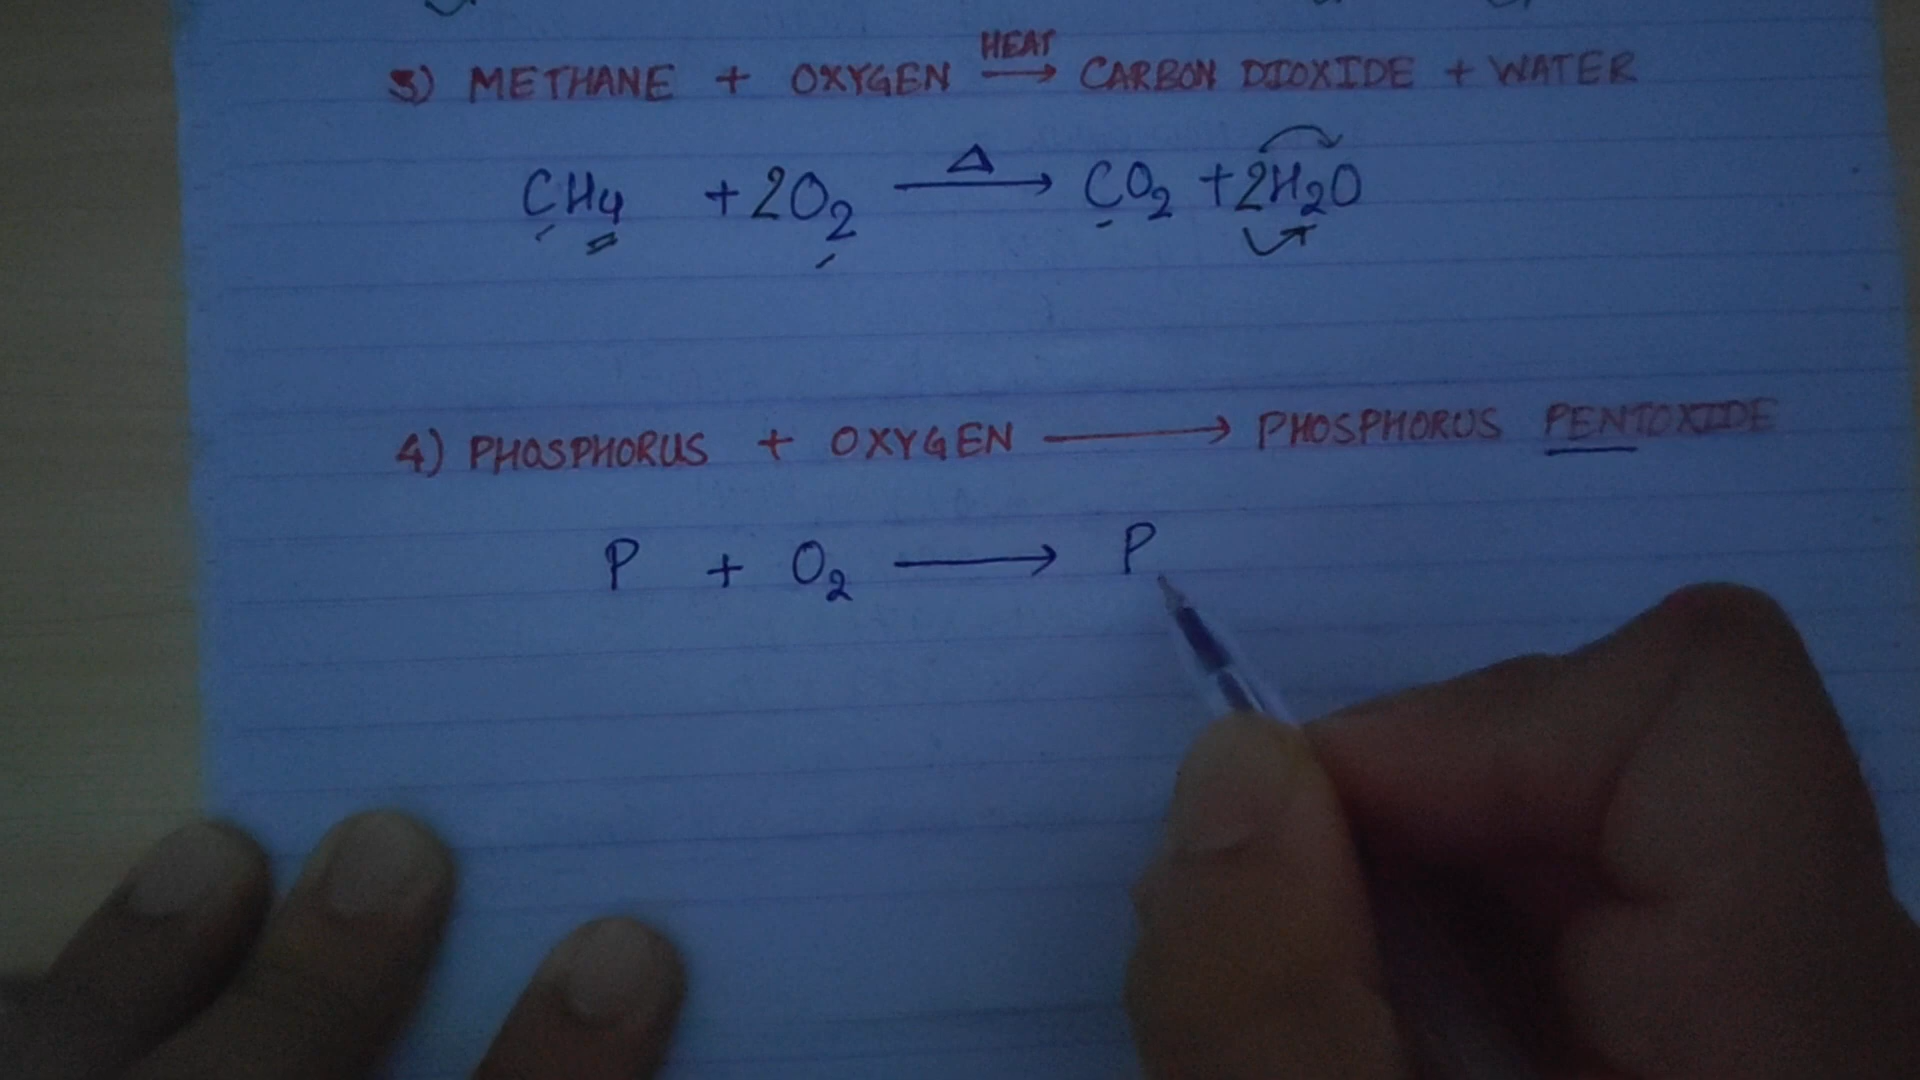 HEAT
3) METHANE + OXYGEN → CARBON DIOXIDE + WATER
Δ
CH4 + 2O2 → CO2 + 2H2O
4) PHOSPHORUS + OXYGEN → PHOSPHORUS PENTOXIDE
P + O2 → P